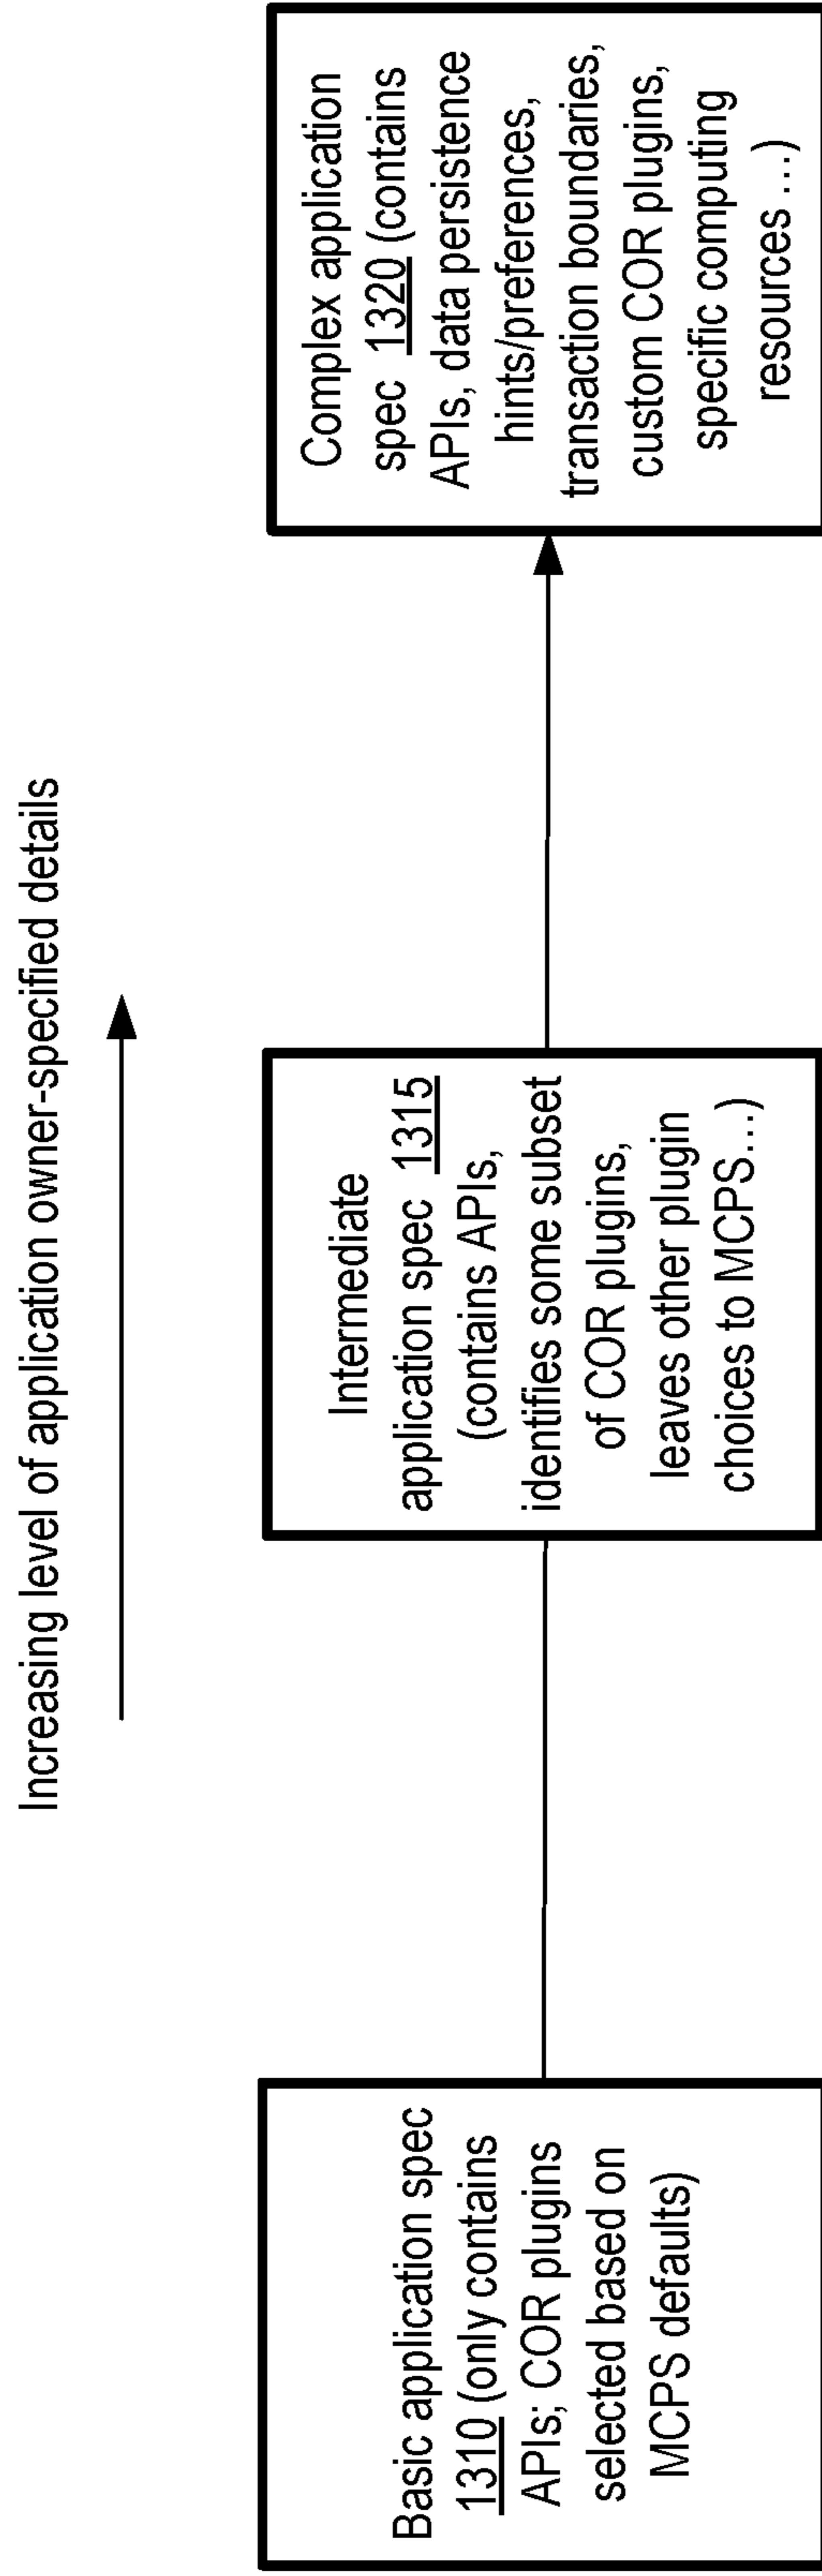 Increasing level of application owner-specified details
Basic application spec
1310 (only contains
APIs; COR plugins
selected based on
MCPS defaults)
Intermediate
application spec 1315
(contains APIs,
identifies some subset
of COR plugins,
leaves other plugin
choices to MCPS…)
Complex application
spec 1320 (contains
APIs, data persistence
hints/preferences,
transaction boundaries,
custom COR plugins,
specific computing
resources …)